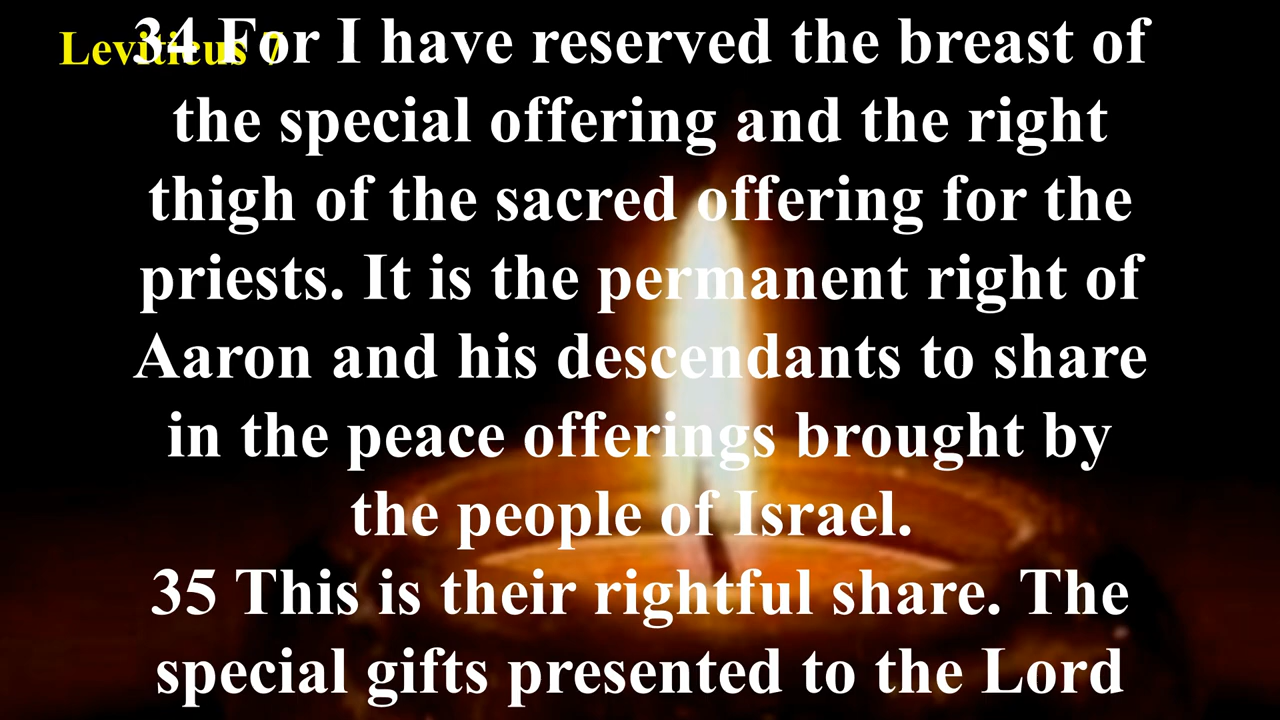 Leviticus 7
34 For I have reserved the breast of
the special offering and the right
thigh of the sacred offering for the
priests. It is the permanent right of
Aaron and his descendants to share
in the peace offerings brought by
the people of Israel.
35 This is their rightful share. The
special gifts presented to the Lord